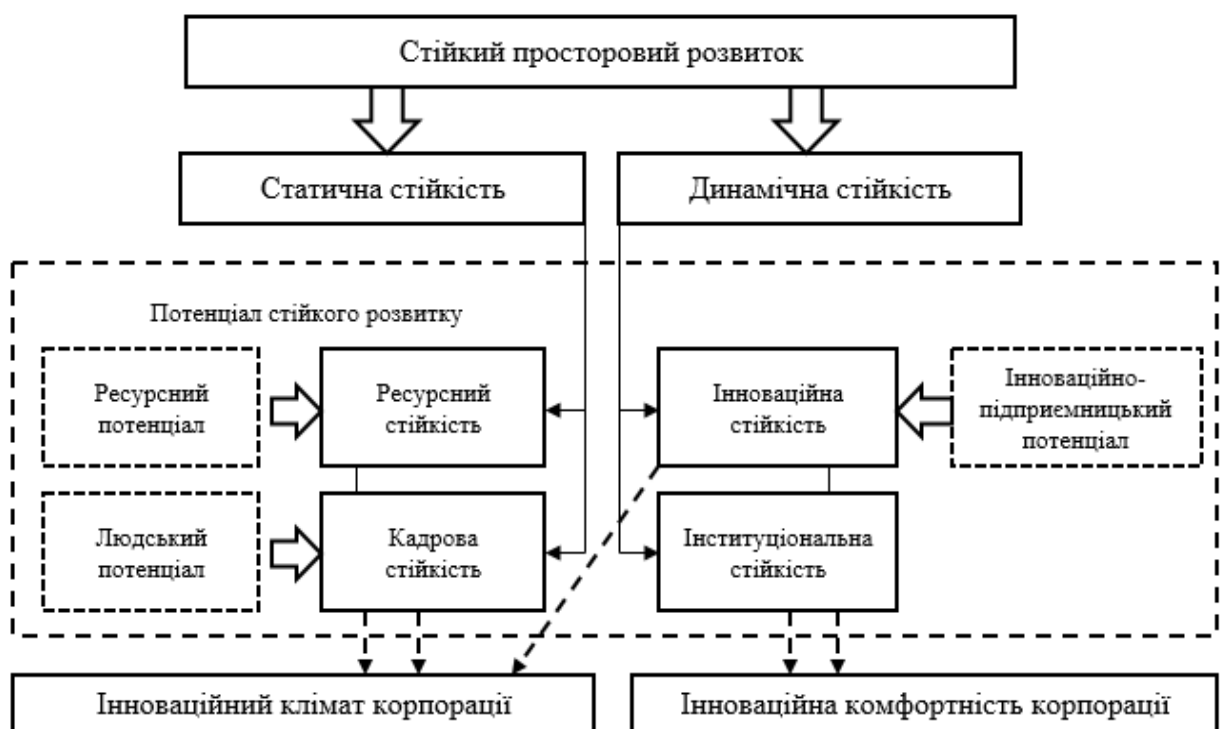 Стійкий просторовий розвиток
Статична стійкість
Динамічна стійкість
Потенціал стійкого розвитку
Ресурсний
потенціал
Ресурсний
стійкість
Інноваційна
стійкість
Інноваційно-
підприємницький
потенціал
Людський
потенціал
Кадрова
стійкість
Інституціональна
стійкість
Інноваційний клімат корпорації
Інноваційна комфортність корпорації